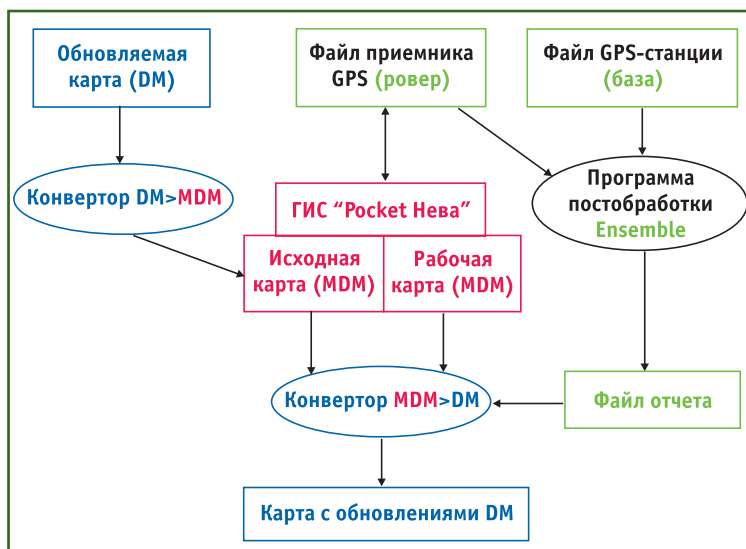 Обновляемая
карта (DM)
Файл приемника
GPS (ровер)
Файл GPS-станции
(база)
Конвертор DM>MDM
ГИС “Pocket Нева”
Программа
постобработки
Ensemble
Исходная
карта (MDM)
Рабочая
карта (MDM)
Конвертор MDM>DM
Файл отчета
Карта с обновлениями DM